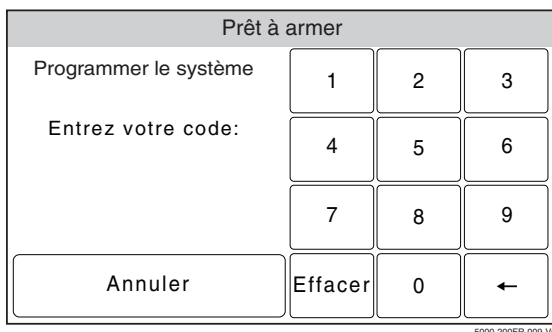 Prêt à armer
Programmer le système
Entrez votre code:
1 2 3
4 5 6
7 8 9
Annuler Effacer 0 ←